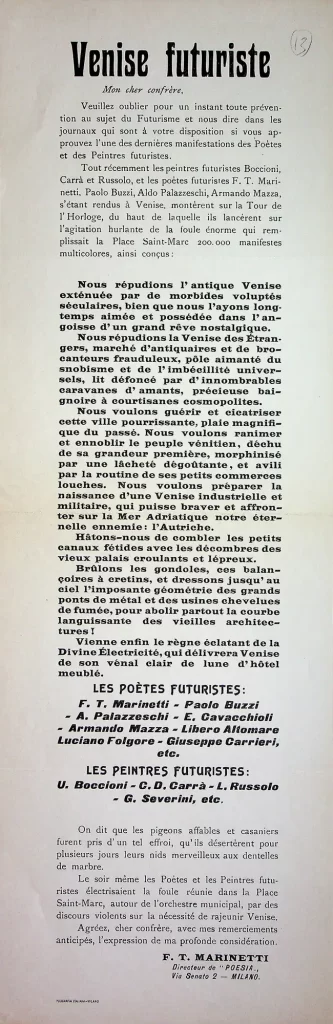 13
Venise futuriste
Mon cher confrère,
Veuillez oublier pour un instant toute préven-
tion au sujet du Futurisme et nous dire dans les
journaux qui sont à votre disposition si vous ap-
prouvez l'une des dernières manifestations des Poètes
et des Peintres futuristes.
Tout récemment les peintres futuristes Boccioni,
Carrà et Russolo, et les poètes futuristes F. T. Mari-
netti, Paolo Buzzi, Aldo Palazzeschi, Armando Mazza,
s'étant rendus à Venise, montèrent sur la Tour de
l'Horloge, du haut de laquelle ils lancèrent sur
l'agitation hurlante de la foule énorme qui rem-
plissait la Place Saint-Marc 200.000 manifestes
multicolores, ainsi conçus :
Nous répudions l'antique Venise
exténuée par de morbides voluptés
séculaires, bien que nous l'ayons long-
temps aimée et possédée dans l'an-
goisse d'un grand rêve nostalgique.
Nous répudions la Venise des Étran-
gers, marché d'antiquaires et de bro-
canteurs frauduleux, pôle aimanté du
snobisme et de l'imbécillité univer-
sels, lit défoncé par d'innombrables
caravanes d'amants, précieuse bai-
gnoire à courtisanes cosmopolites.
Nous voulons guérir et cicatriser
cette ville pourrissante, plaie magnifi-
que du passé. Nous voulons ranimer
et ennoblir le peuple vénitien, déchu
de sa grandeur première, morphinisé
par une lâcheté dégoûtante, et avili
par la routine de ses petits commerces
louches. Nous voulons préparer la
naissance d'une Venise industrielle et
militaire, qui puisse braver et affron-
ter sur la Mer Adriatique notre éter-
nelle ennemie: l'Autriche.
Hâtons-nous de combler les petits
canaux fétides avec les décombres des
vieux palais croulants et lépreux.
Brûlons les gondoles, ces balan-
çoires à cretins, et dressons jusqu'au
ciel l'imposante géométrie des grands
ponts de métal et des usines chevelues
de fumée, pour abolir partout la courbe
languissante des vieilles architec-
tures !
Vienne enfin le règne éclatant de la
Divine Électricité, qui délivrera Venise
de son vénal clair de lune d'hôtel
meublé.
LES POÈTES FUTURISTES:
F. T. Marinetti - Paolo Buzzi
- A. Palazzeschi - E. Cavacchioli
- Armando Mazza - Libero Altomare
Luciano Folgore - Giuseppe Carrieri,
etc.
LES PEINTRES FUTURISTES:
U. Boccioni - C. D. Carrà - L. Russolo
- G. Severini, etc.
On dit que les pigeons affables et casaniers
furent pris d'un tel effroi, qu'ils désertèrent pour
plusieurs jours leurs nids merveilleux aux dentelles
de marbre.
Le soir même les Poètes et les Peintres futu-
ristes électrisaient la foule réunie dans la Place
Saint-Marc, autour de l'orchestre municipal, par des
discours violents sur la nécessité de rajeunir Venise.
Agréez, cher confrère, avec mes remerciements
anticipés, l'expression de ma profonde considération.
F. T. MARINETTI
Directeur de "POESIA„
Via Senato 2 — MILANO.